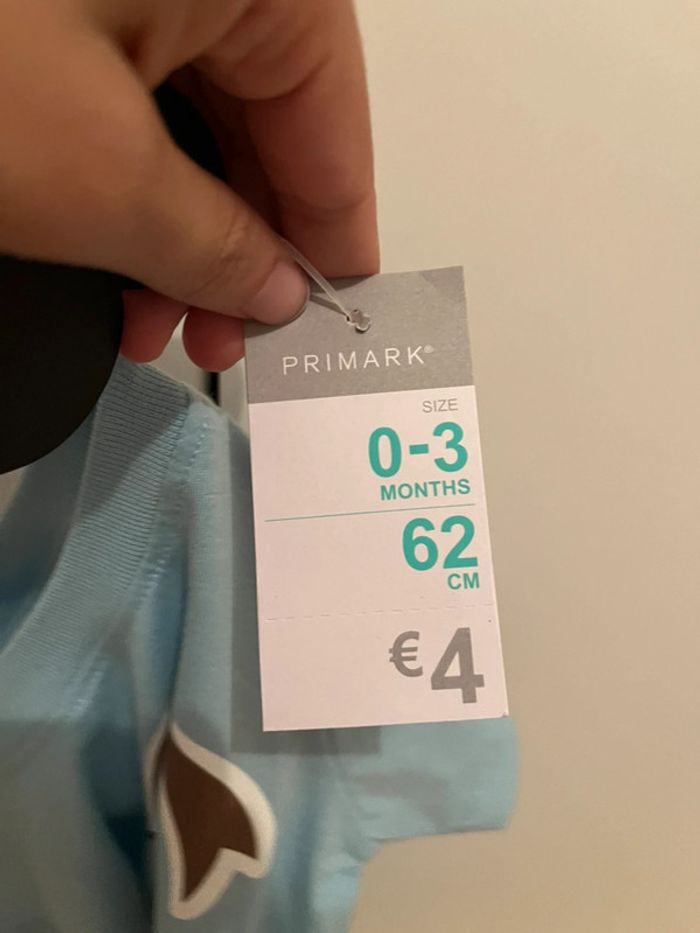 PRIMARK®
SIZE
0-3
MONTHS
62
CM
€4